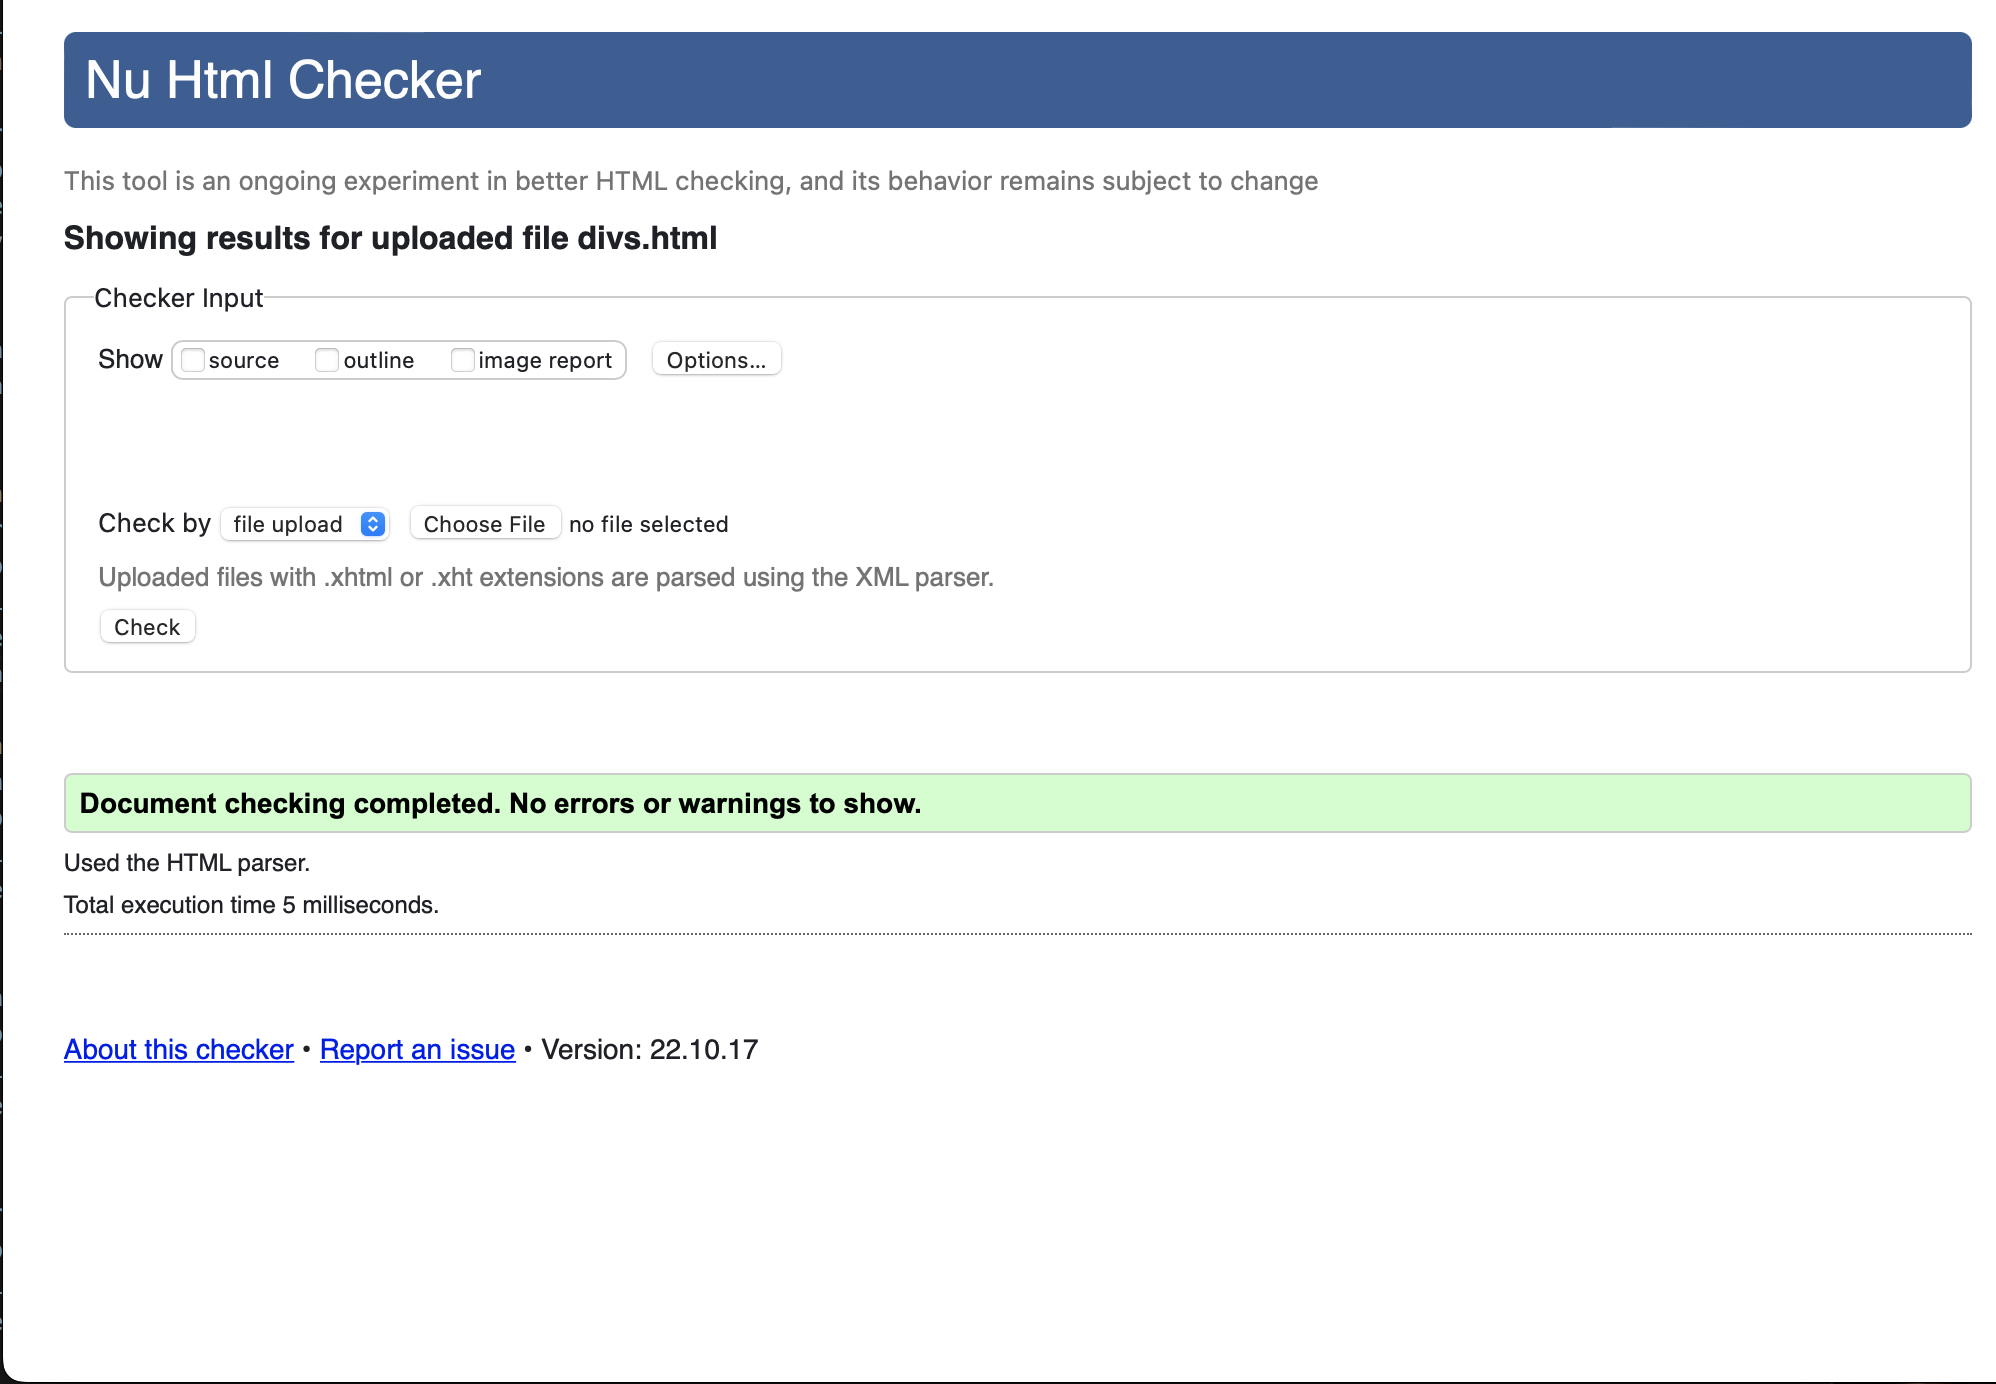 Nu Html Checker
This tool is an ongoing experiment in better HTML checking, and its behavior remains subject to change
Showing results for uploaded file divs.html
Checker Input
Show source outline image report Options...
Check by file upload Choose File no file selected
Uploaded files with .xhtml or .xht extensions are parsed using the XML parser.
Check
Document checking completed. No errors or warnings to show.
Used the HTML parser.
Total execution time 5 milliseconds.
About this checker • Report an issue • Version: 22.10.17